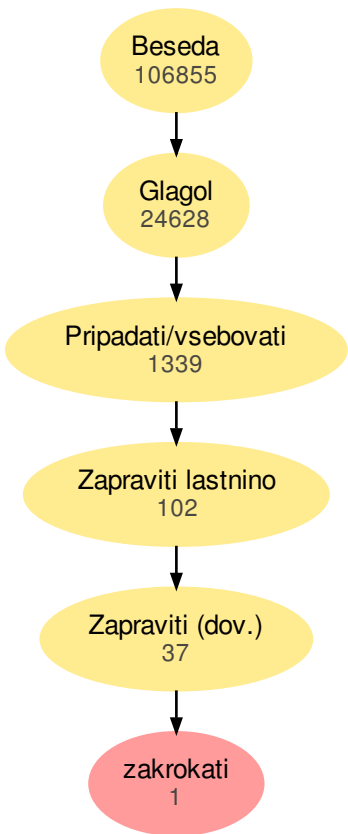 Beseda
106855
Glagol
24628
Pripadati/vsebovati
1339
Zapraviti lastnino
102
Zapraviti (dov.)
37
zakrokati
1